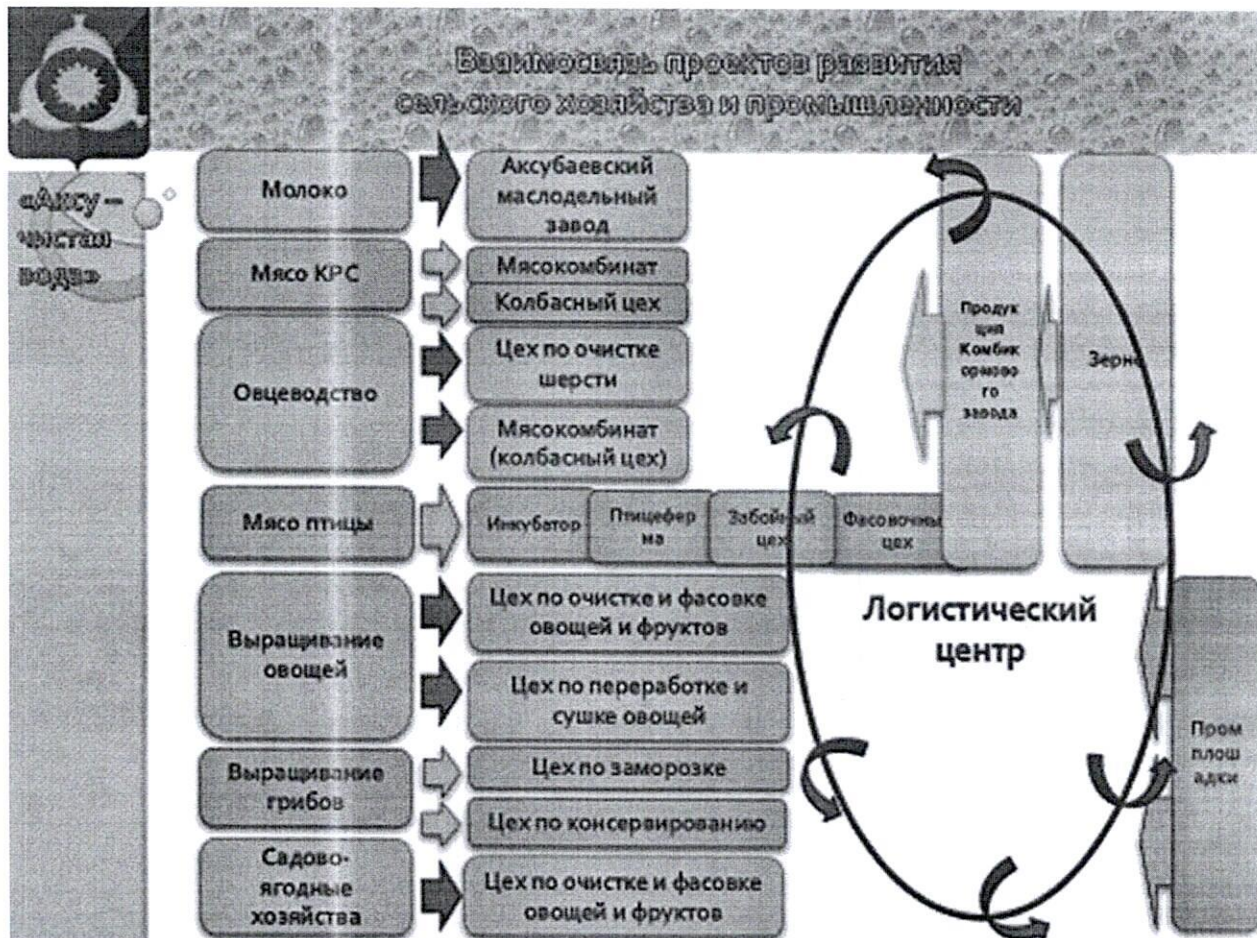 Взаимосвязь проектов развития
сельского хозяйства и промышленности
«Аксу –
чистая
вода»
Молоко
Аксубаевский
маслодельный
завод
Мясо КРС
Мясокомбинат
Колбасный цех
Овцеводство
Цех по очистке
шерсти
Мясокомбинат
(колбасный цех)
Мясо птицы
Инкубатор
Птицефер
ма
Забойный
цех
Фасовочны
цех
Продук
ция
Комбик
ормово
го
завода
Зерно
Выращивание
овощей
Цех по очистке и фасовке
овощей и фруктов
Цех по переработке и
сушке овощей
Логистический
центр
Пром
площ
адки
Выращивание
грибов
Цех по заморозке
Цех по консервированию
Садово-
ягодные
хозяйства
Цех по очистке и фасовке
овощей и фруктов